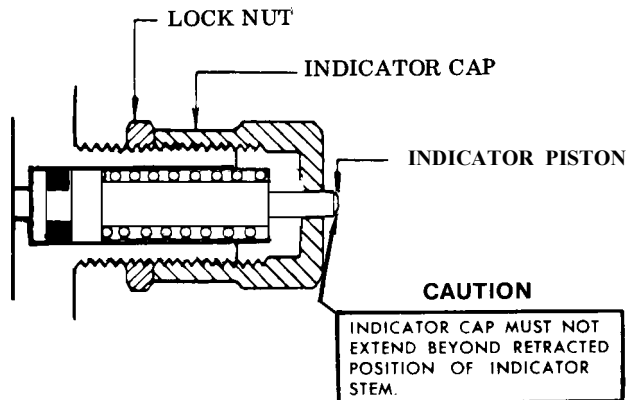 LOCK NUT
INDICATOR CAP
INDICATOR PISTON
CAUTION
INDICATOR CAP MUST NOT
EXTEND BEYOND RETRACTED
POSITION OF INDICATOR
STEM.